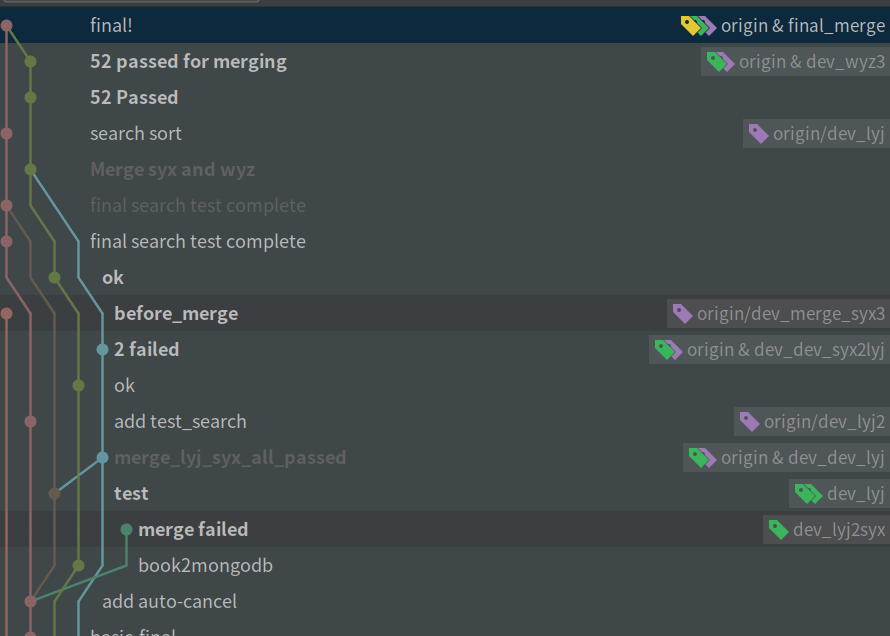 final! origin & final_merge
52 passed for merging origin & dev_wyz3
52 Passed
search sort origin/dev_lyj
Merge syx and wyz
final search test complete
final search test complete
ok
before_merge origin/dev_merge_syx3
2 failed origin & dev_dev_syx2lyj
ok
add test_search origin/dev_lyj2
merge_lyj_syx_all_passed origin & dev_dev_lyj
test dev_lyj
merge failed dev_lyj2syx
book2mongodb
add auto-cancel
basic final